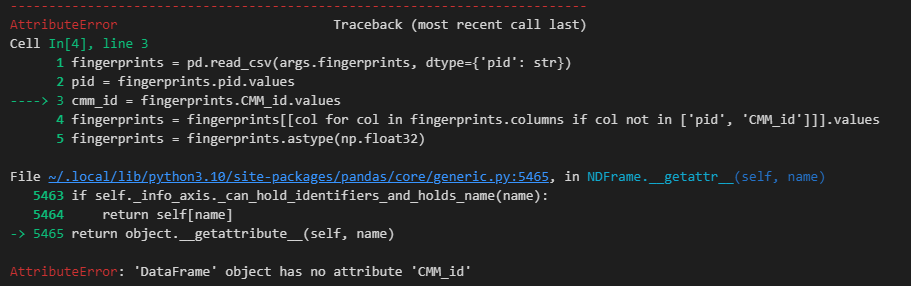 ---------------------------------------------------------------------------
AttributeError                            Traceback (most recent call last)
Cell In[4], line 3
      1 fingerprints = pd.read_csv(args.fingerprints, dtype={'pid': str})
      2 pid = fingerprints.pid.values
----> 3 cmm_id = fingerprints.CMM_id.values
      4 fingerprints = fingerprints[[col for col in fingerprints.columns if col not in ['pid', 'CMM_id']]].values
      5 fingerprints = fingerprints.astype(np.float32)
File ~/.local/lib/python3.10/site-packages/pandas/core/generic.py:5465, in NDFrame.__getattr__(self, name)
   5463 if self._info_axis._can_hold_identifiers_and_holds_name(name):
   5464     return self[name]
-> 5465 return object.__getattribute__(self, name)
AttributeError: 'DataFrame' object has no attribute 'CMM_id'